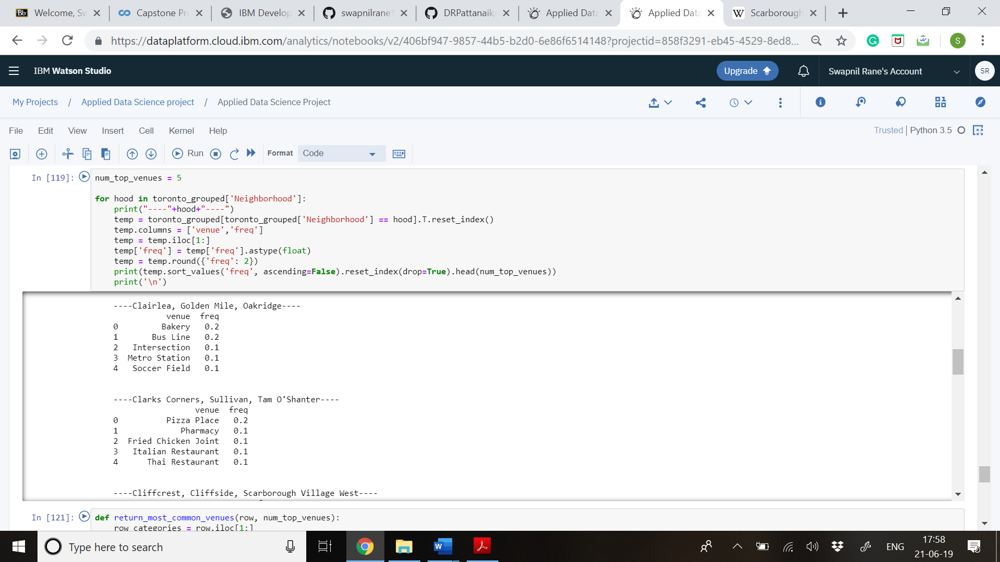 Welcome, Sw
Capstone Pro
IBM Develop
swapnilrane1
DRPattanaik/
Applied Data
Applied Data
Scarborough
https://dataplatform.cloud.ibm.com/analytics/notebooks/v2/406bf947-9857-44b5-b2d0-6e86f6514148?projectid=858f3291-eb45-4529-8ed8...
S
IBM Watson Studio
Upgrade
Swapnil Rane's Account
SR
My Projects / Applied Data Science project / Applied Data Science Project
File Edit View Insert Cell Kernel Help
Trusted | Python 3.5
Run
Format
Code
In [119]:
num_top_venues = 5
for hood in toronto_grouped['Neighborhood']:
    print("----"+hood+"----")
    temp = toronto_grouped[toronto_grouped['Neighborhood'] == hood].T.reset_index()
    temp.columns = ['venue','freq']
    temp = temp.iloc[1:]
    temp['freq'] = temp['freq'].astype(float)
    temp = temp.round({'freq': 2})
    print(temp.sort_values('freq', ascending=False).reset_index(drop=True).head(num_top_venues))
    print('\n')
----Clairlea, Golden Mile, Oakridge----
venue freq
0 Bakery 0.2
1 Bus Line 0.2
2 Intersection 0.1
3 Metro Station 0.1
4 Soccer Field 0.1
----Clarks Corners, Sullivan, Tam O'Shanter----
venue freq
0 Pizza Place 0.2
1 Pharmacy 0.1
2 Fried Chicken Joint 0.1
3 Italian Restaurant 0.1
4 Thai Restaurant 0.1
----Cliffcrest, Cliffside, Scarborough Village West----
In [121]:
def return_most_common_venues(row, num_top_venues):
    row_categories = row.iloc[1:]
Type here to search
ENG
17:58
21-06-19